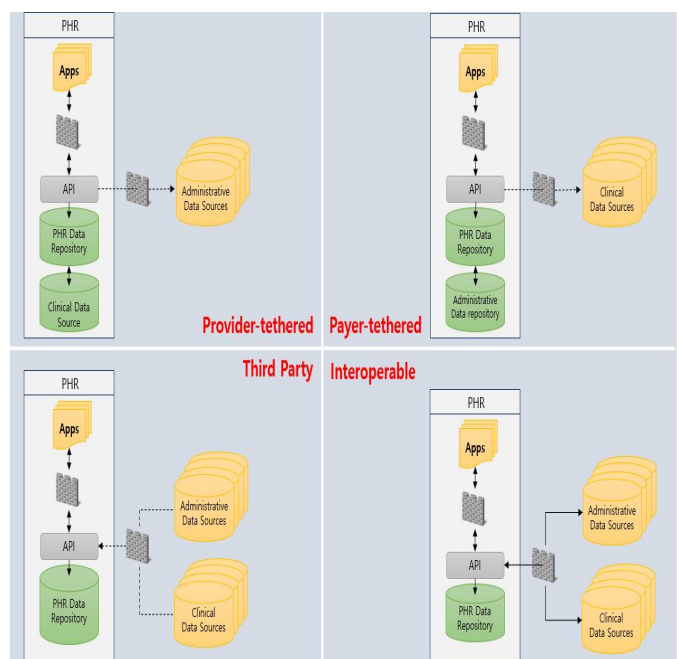 PHR
Apps
API
Administrative
Data Sources
PHR Data
Repository
Clinical Data
Source
Provider-tethered
PHR
Apps
API
Clinical
Data Sources
PHR Data
Repository
Administrative
Data repository
Payer-tethered
Third Party
PHR
Apps
Administrative
Data Sources
API
PHR Data
Repository
Clinical
Data Sources
Interoperable
PHR
Apps
Administrative
Data Sources
API
PHR Data
Repository
Clinical
Data Sources